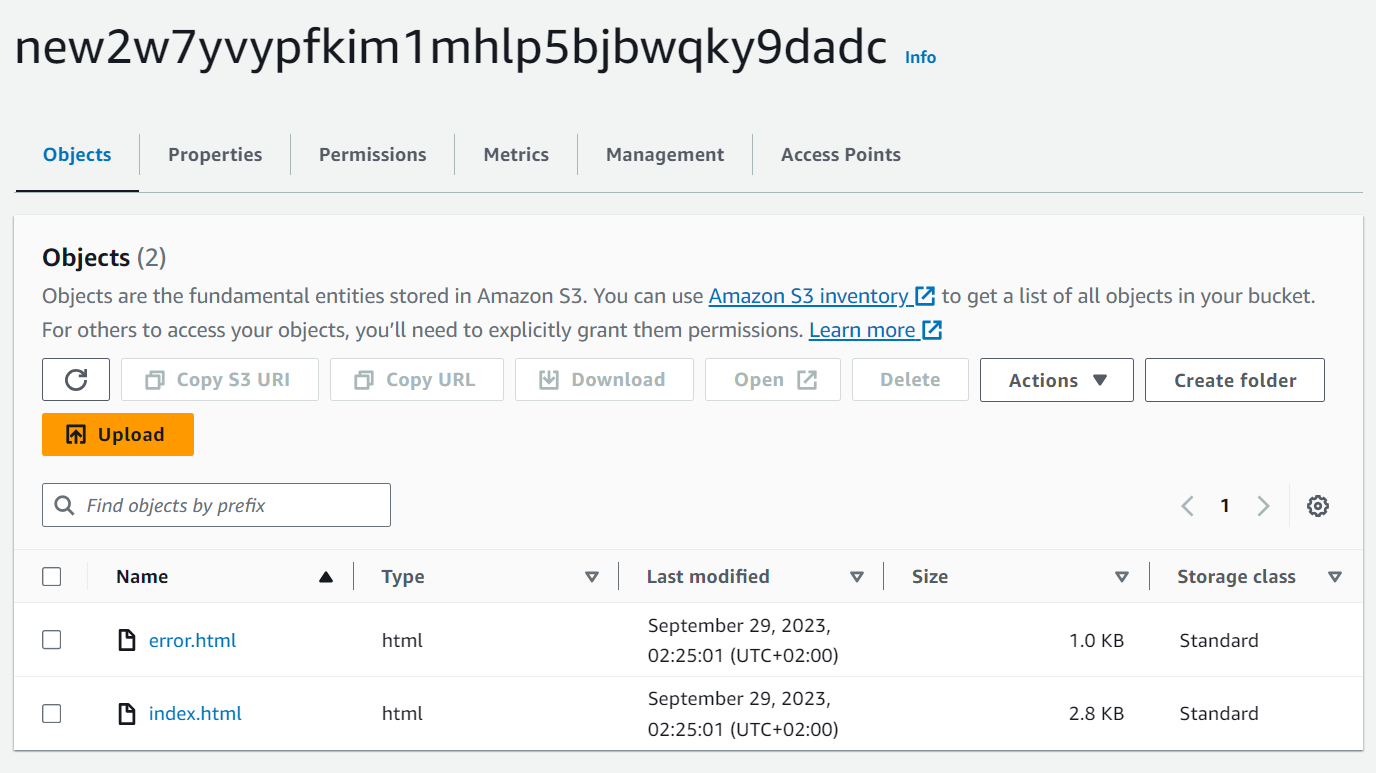 new2w7yvypfkim1mhlp5bjbwqky9dadc Info
Objects Properties Permissions Metrics Management Access Points
Objects (2)
Objects are the fundamental entities stored in Amazon S3. You can use Amazon S3 inventory to get a list of all objects in your bucket.
For others to access your objects, you’ll need to explicitly grant them permissions. Learn more
Copy S3 URI Copy URL Download Open Delete Actions Create folder
Upload
Find objects by prefix 1
Name Type Last modified Size Storage class
error.html html September 29, 2023, 1.0 KB Standard
02:25:01 (UTC+02:00)
index.html html September 29, 2023, 2.8 KB Standard
02:25:01 (UTC+02:00)